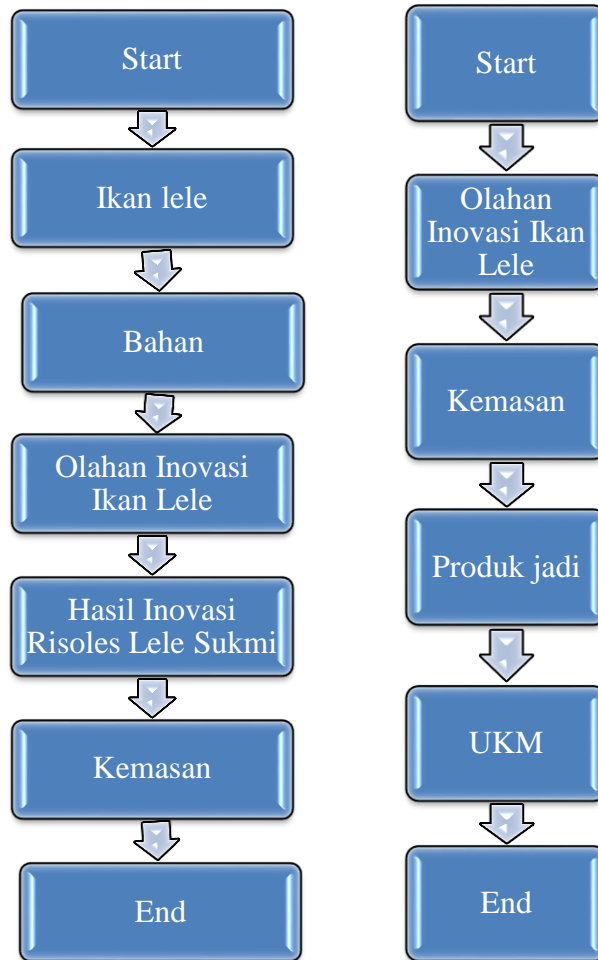 Start
Ikan lele
Bahan
Olahan Inovasi
Ikan Lele
Hasil Inovasi
Risoles Lele Sukmi
Kemasan
End
Start
Olahan
Inovasi Ikan
Lele
Kemasan
Produk jadi
UKM
End